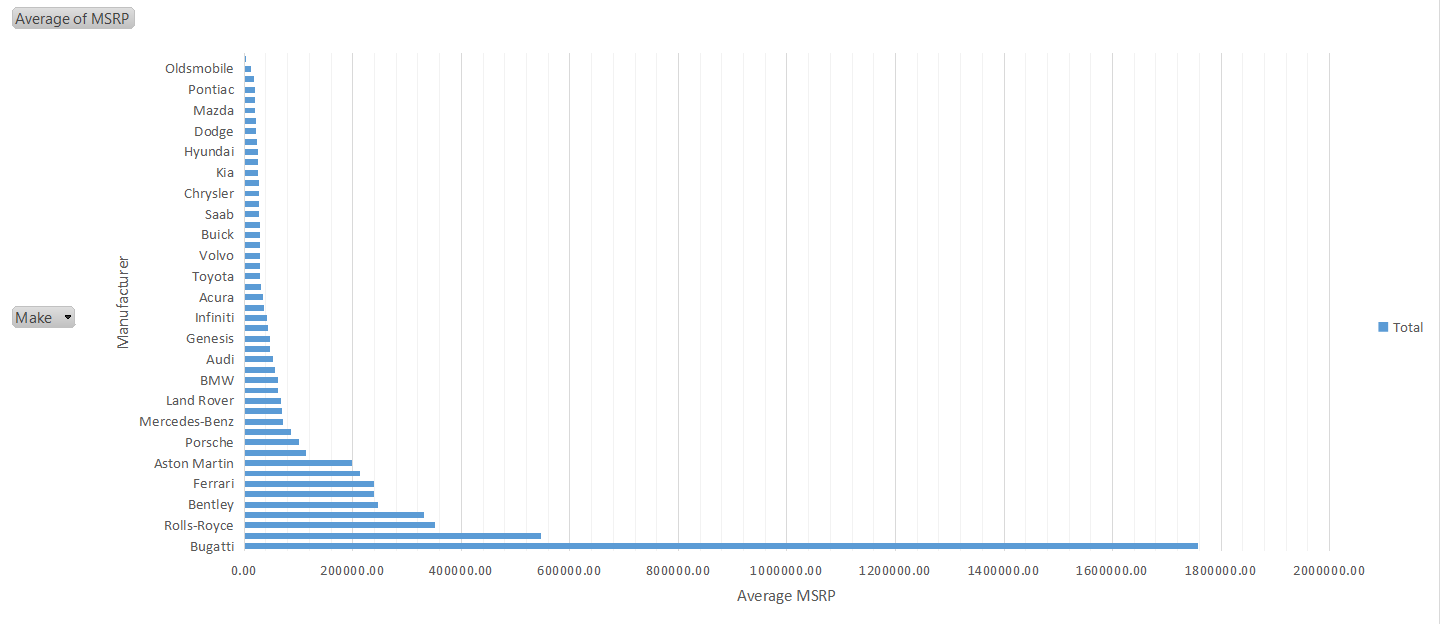 Average of MSRP
Oldsmobile
Pontiac
Mazda
Dodge
Hyundai
Kia
Chrysler
Saab
Buick
Volvo
Toyota
Acura
Infiniti
Genesis
Audi
BMW
Land Rover
Mercedes-Benz
Porsche
Aston Martin
Ferrari
Bentley
Rolls-Royce
Bugatti
Manufacturer
Make
Total
0.00 200000.00 400000.00 600000.00 800000.00 1000000.00 1200000.00 1400000.00 1600000.00 1800000.00 2000000.00
Average MSRP